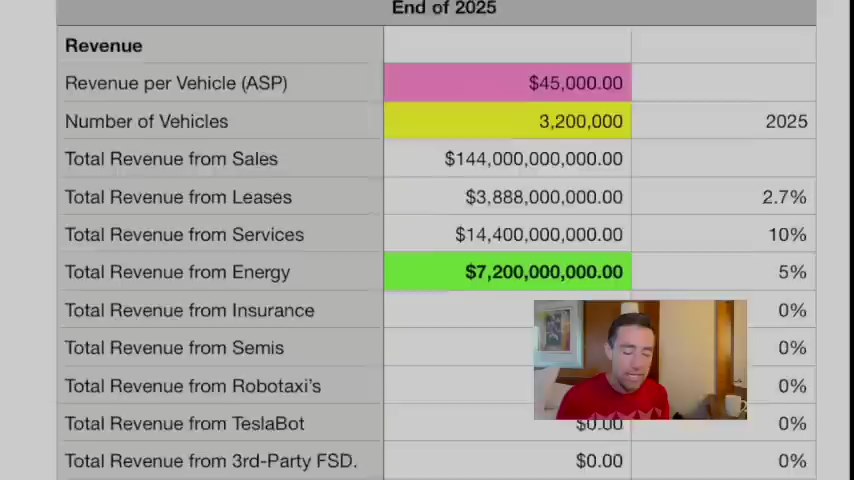 End of 2025
Revenue
Revenue per Vehicle (ASP) $45,000.00
Number of Vehicles 3,200,000 2025
Total Revenue from Sales $144,000,000,000.00
Total Revenue from Leases $3,888,000,000.00 2.7%
Total Revenue from Services $14,400,000,000.00 10%
Total Revenue from Energy $7,200,000,000.00 5%
Total Revenue from Insurance 0%
Total Revenue from Semis 0%
Total Revenue from Robotaxi's 0%
Total Revenue from TeslaBot $0.00 0%
Total Revenue from 3rd-Party FSD. $0.00 0%